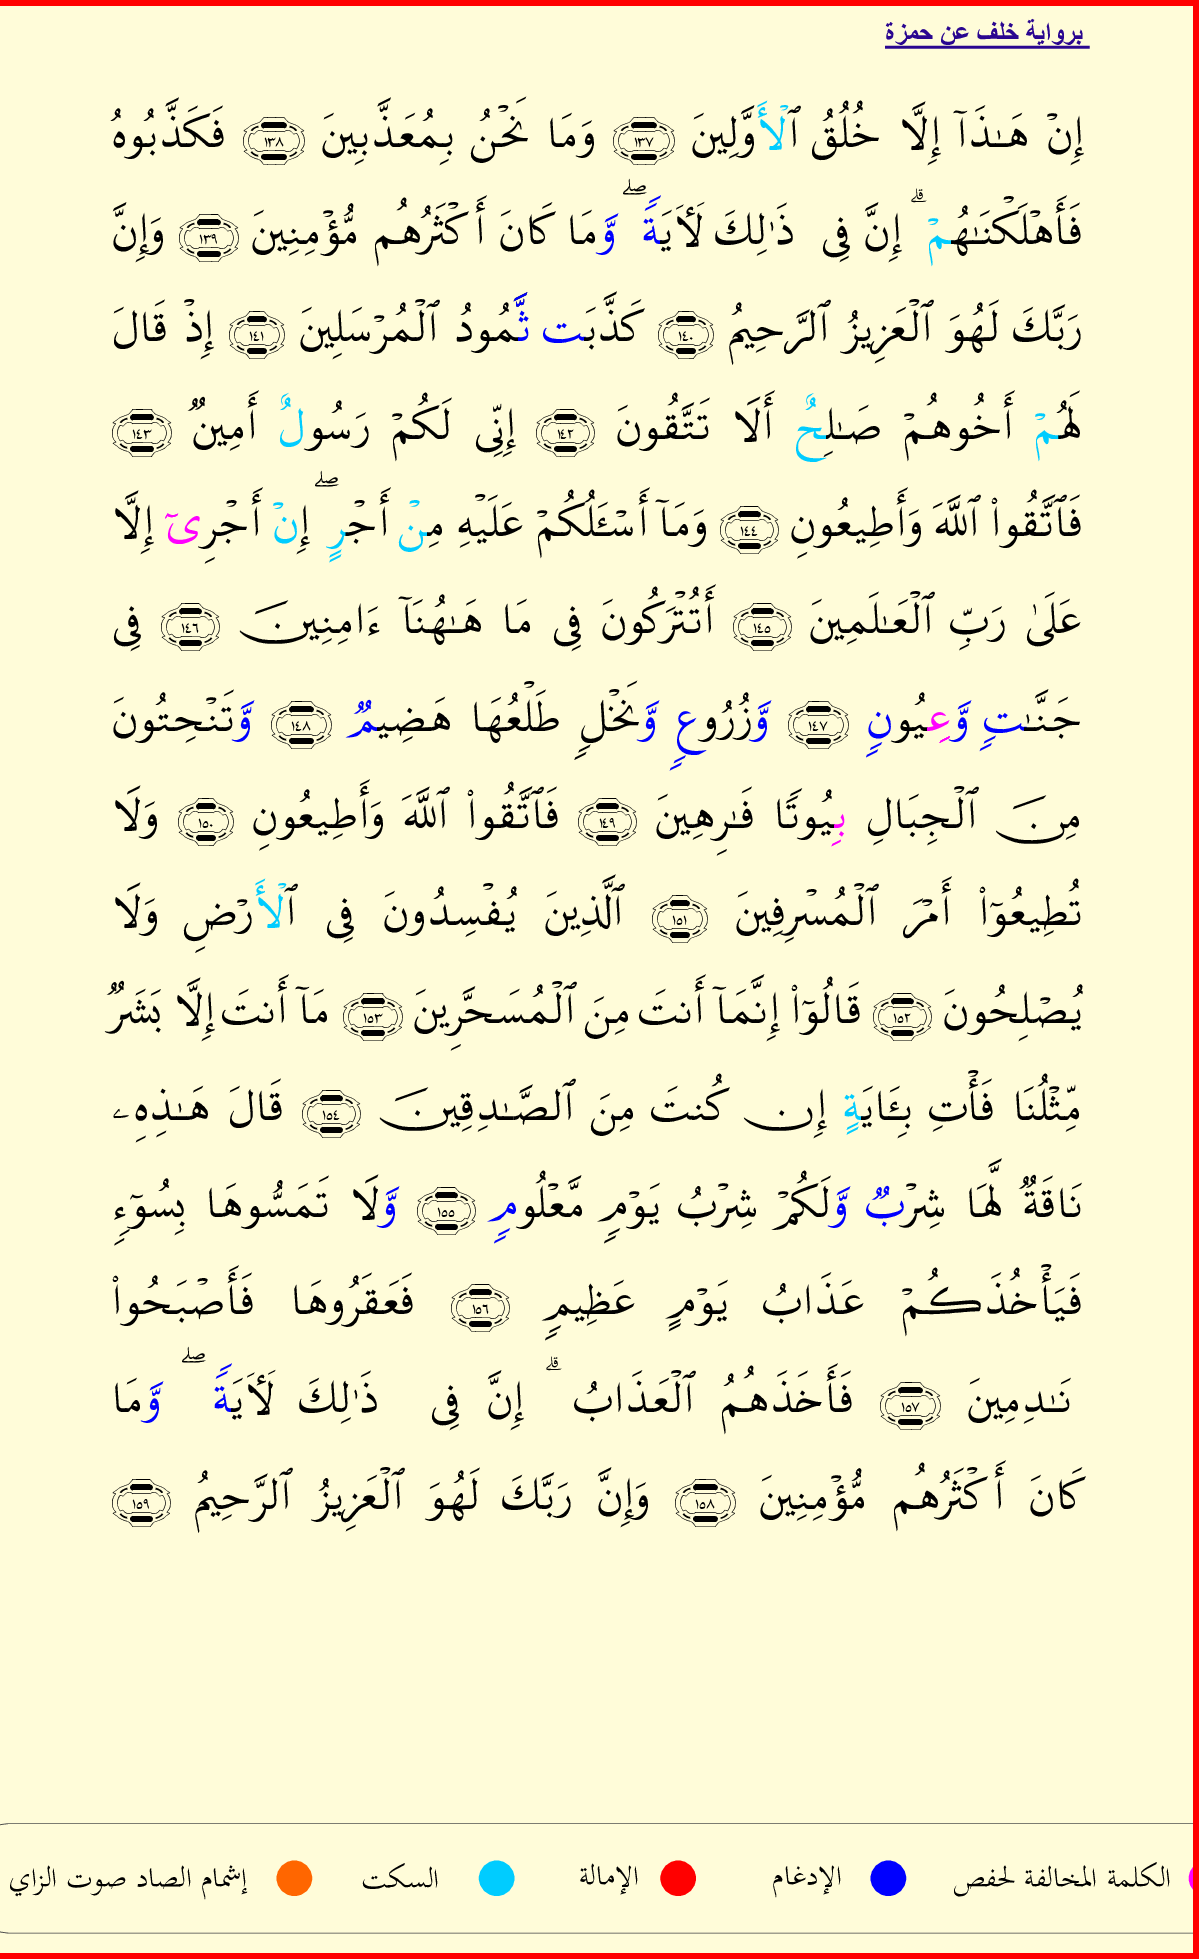 برواية خلف عن حمزة
إِنْ هَـٰذَآ إِلَّا خُلُقُ ٱلْأَوَّلِينَ ١٣٧ وَمَا نَحْنُ بِمُعَذَّبِينَ ١٣٨ فَكَذَّبُوهُ
فَأَهْلَكْنَـٰهُمْ ۗ إِنَّ فِى ذَٰلِكَ لَأَيَةً ۖ وَّمَا كَانَ أَكْثَرُهُم مُّؤْمِنِينَ ١٣٩ وَإِنَّ
رَبَّكَ لَهُوَ ٱلْعَزِيزُ ٱلرَّحِيمُ ١٤٠ كَذَّبَت ثَّمُودُ ٱلْمُرْسَلِينَ ١٤١ إِذْ قَالَ
لَهُمْ أَخُوهُمْ صَـٰلِحٌ أَلَا تَتَّقُونَ ١٤٢ إِنِّى لَكُمْ رَسُولٌ أَمِينٌ ١٤٣
فَٱتَّقُوا۟ ٱللَّهَ وَأَطِيعُونِ ١٤٤ وَمَآ أَسْـَٔلُكُمْ عَلَيْهِ مِنْ أَجْرٍ ۖ إِنْ أَجْرِىٓ إِلَّا
عَلَىٰ رَبِّ ٱلْعَـٰلَمِينَ ١٤٥ أَتُتْرَكُونَ فِى مَا هَـٰهُنَآ ءَامِنِينَ ١٤٦ فِى
جَنَّـٰتٍ وَّعِيُونٍ ١٤٧ وَّزُرُوعٍ وَّنَخْلٍ طَلْعُهَا هَضِيمٌ ١٤٨ وَّتَنْحِتُونَ
مِنَ ٱلْجِبَالِ بِيُوتًا فَـٰرِهِينَ ١٤٩ فَٱتَّقُوا۟ ٱللَّهَ وَأَطِيعُونِ ١٥٠ وَلَا
تُطِيعُوٓا۟ أَمْرَ ٱلْمُسْرِفِينَ ١٥١ ٱلَّذِينَ يُفْسِدُونَ فِى ٱلْأَرْضِ وَلَا
يُصْلِحُونَ ١٥٢ قَالُوٓا۟ إِنَّمَآ أَنتَ مِنَ ٱلْمُسَحَّرِينَ ١٥٣ مَآ أَنتَ إِلَّا بَشَرٌ
مِّثْلُنَا فَأْتِ بِـَٔايَةٍ إِن كُنتَ مِنَ ٱلصَّـٰدِقِينَ ١٥٤ قَالَ هَـٰذِهِۦ
نَاقَةٌ لَّهَا شِرْبٌ وَّلَكُمْ شِرْبُ يَوْمٍ مَّعْلُومٍ ١٥٥ وَّلَا تَمَسُّوهَا بِسُوٓءٍ
فَيَأْخُذَكُمْ عَذَابُ يَوْمٍ عَظِيمٍ ١٥٦ فَعَقَرُوهَا فَأَصْبَحُوا۟
نَـٰدِمِينَ ١٥٧ فَأَخَذَهُمُ ٱلْعَذَابُ ۗ إِنَّ فِى ذَٰلِكَ لَأَيَةً ۖ وَّمَا
كَانَ أَكْثَرُهُم مُّؤْمِنِينَ ١٥٨ وَإِنَّ رَبَّكَ لَهُوَ ٱلْعَزِيزُ ٱلرَّحِيمُ ١٥٩
الكلمة المخالفة لحفص الإدغام الإمالة السكت إشمام الصاد صوت الزاي